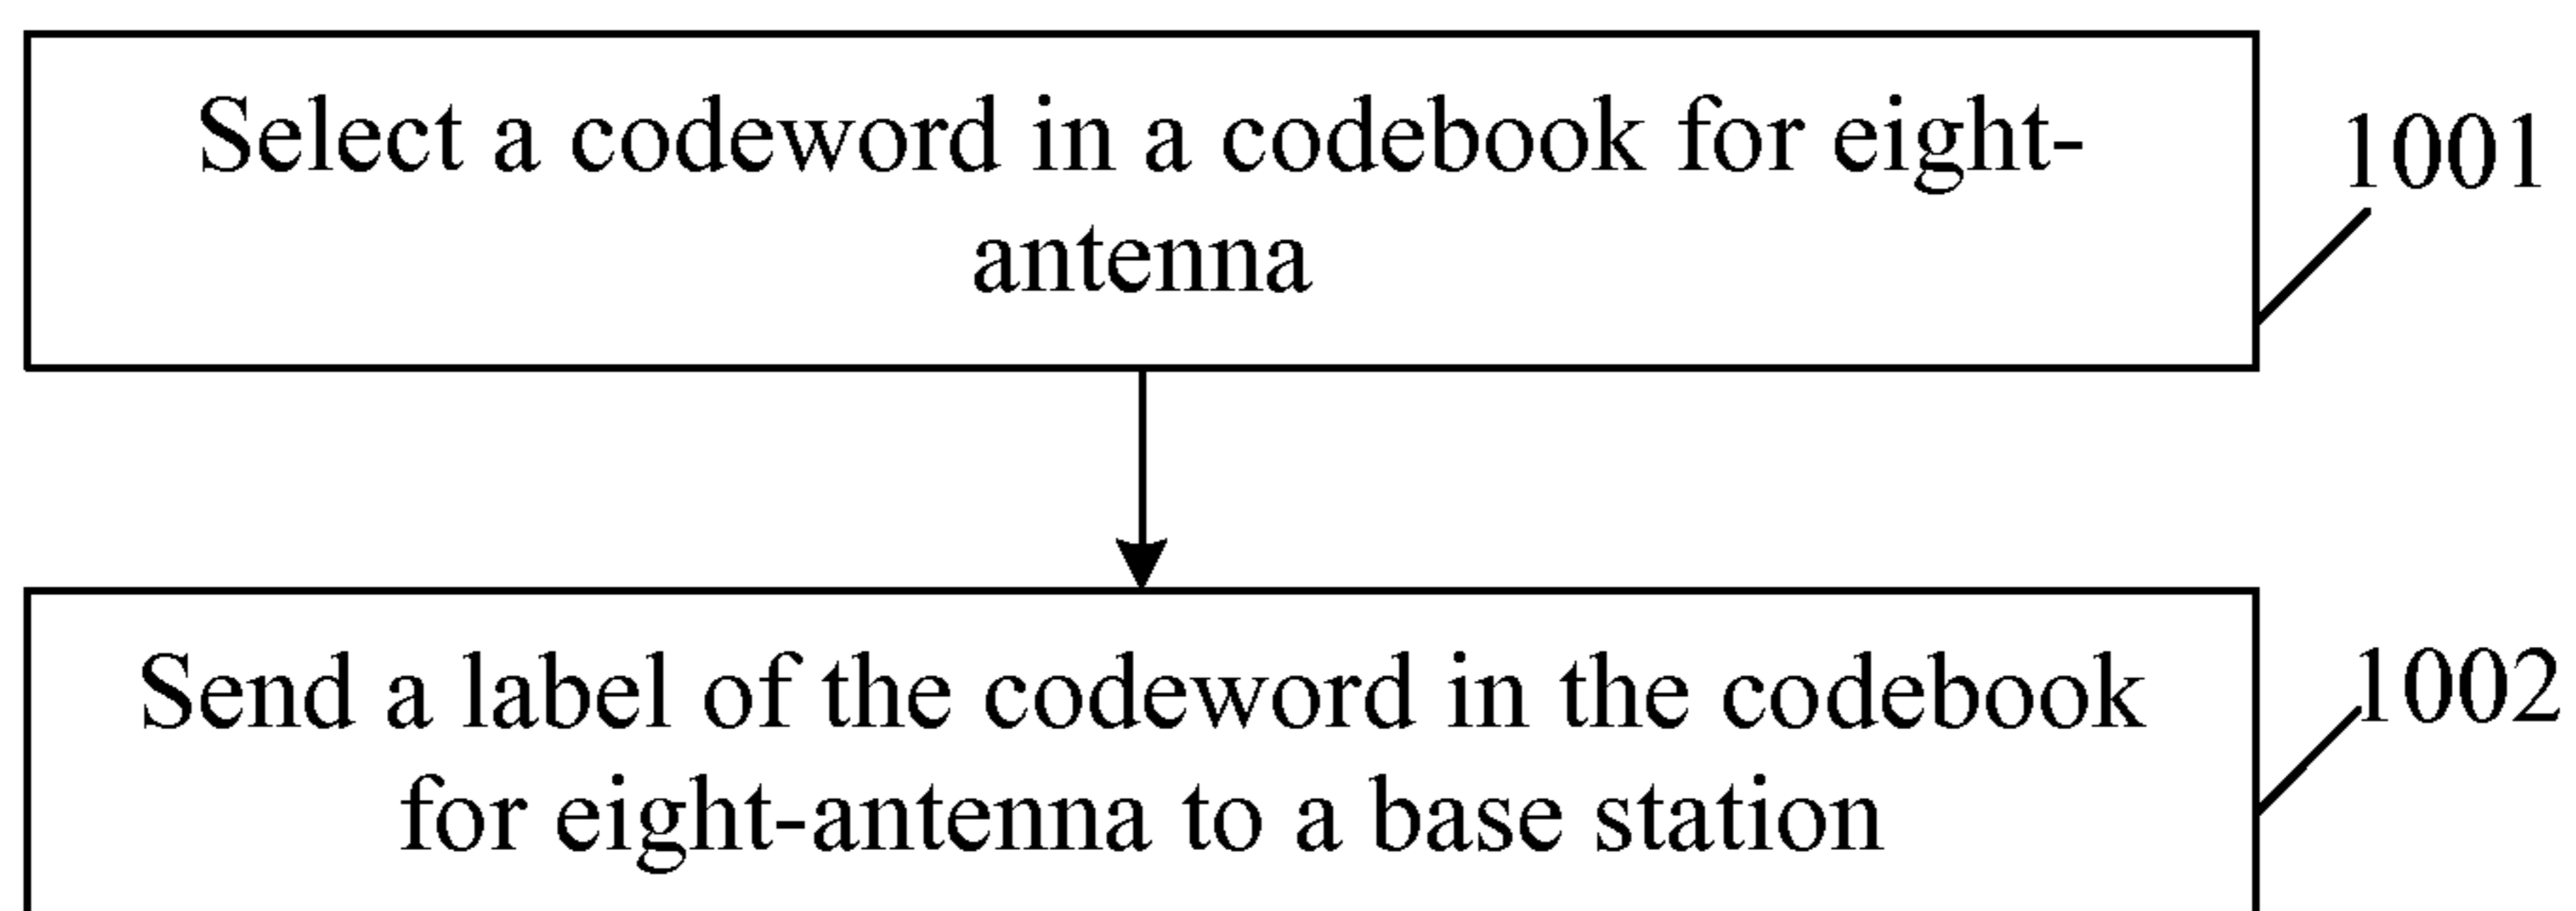 Select a codeword in a codebook for eight-
antenna
1001
Send a label of the codeword in the codebook
for eight-antenna to a base station
1002